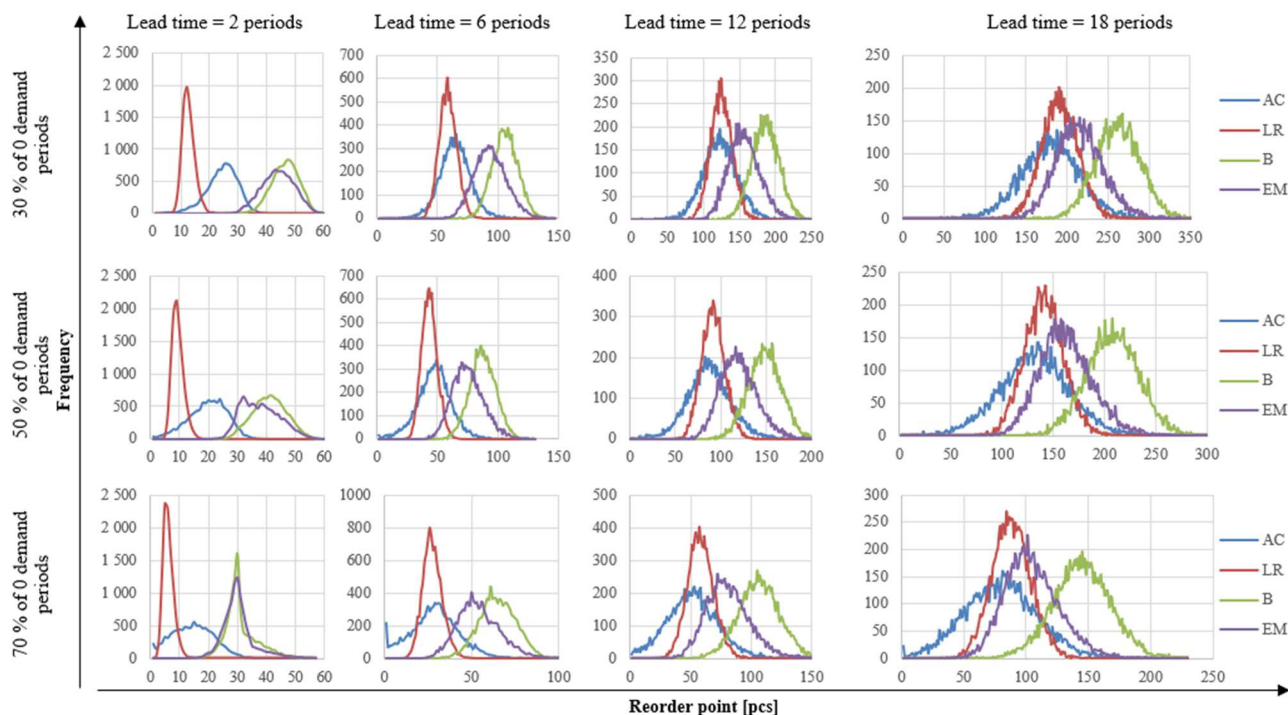 Lead time = 2 periods
Lead time = 6 periods
Lead time = 12 periods
Lead time = 18 periods
Frequency
30 % of 0 demand
periods
2 500
2 000
1 500
1 000
500
0
0 10 20 30 40 50 60
700
600
500
400
300
200
100
0
0 50 100 150
350
300
250
200
150
100
50
0
0 50 100 150 200 250
250
200
150
100
50
0
0 50 100 150 200 250 300 350
AC
LR
B
EM
50 % of 0 demand
periods
2 500
2 000
1 500
1 000
500
0
0 10 20 30 40 50 60
700
600
500
400
300
200
100
0
0 50 100 150
400
300
200
100
0
0 50 100 150 200
250
200
150
100
50
0
0 50 100 150 200 250 300
AC
LR
B
EM
70 % of 0 demand
periods
2 500
2 000
1 500
1 000
500
0
0 10 20 30 40 50 60
1000
800
600
400
200
0
0 50 100
500
400
300
200
100
0
0 50 100 150
300
250
200
150
100
50
0
0 50 100 150 200 250
AC
LR
B
EM
Reorder point [pcs]